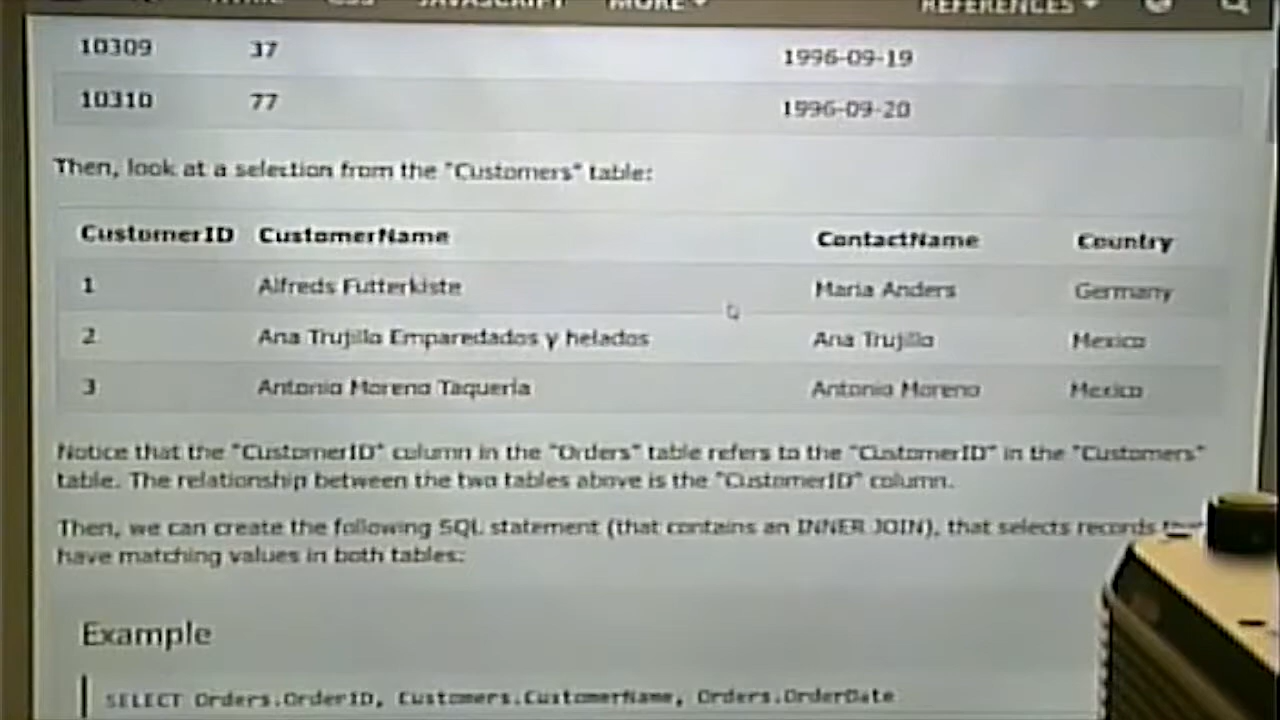 HTML CSS JAVASCRIPT MORE REFERENCES
10309 37 1996-09-19
10310 77 1996-09-20
Then, look at a selection from the "Customers" table:
CustomerID CustomerName ContactName Country
1 Alfreds Futterkiste Maria Anders Germany
2 Ana Trujillo Emparedados y helados Ana Trujillo Mexico
3 Antonio Moreno Taquería Antonio Moreno Mexico
Notice that the "CustomerID" column in the "Orders" table refers to the "CustomerID" in the "Customers"
table. The relationship between the two tables above is the "CustomerID" column.
Then, we can create the following SQL statement (that contains an INNER JOIN), that selects records
have matching values in both tables:
Example
SELECT Orders.OrderID, Customers.CustomerName, Orders.OrderDate